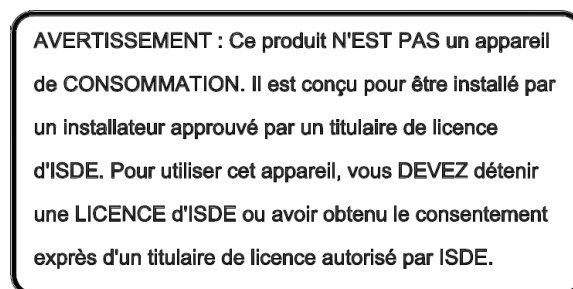 AVERTISSEMENT : Ce produit N'EST PAS un appareil
de CONSOMMATION. Il est conçu pour être installé par
un installateur approuvé par un titulaire de licence
d'ISDE. Pour utiliser cet appareil, vous DEVEZ détenir
une LICENCE d'ISDE ou avoir obtenu le consentement
exprès d'un titulaire de licence autorisé par ISDE.